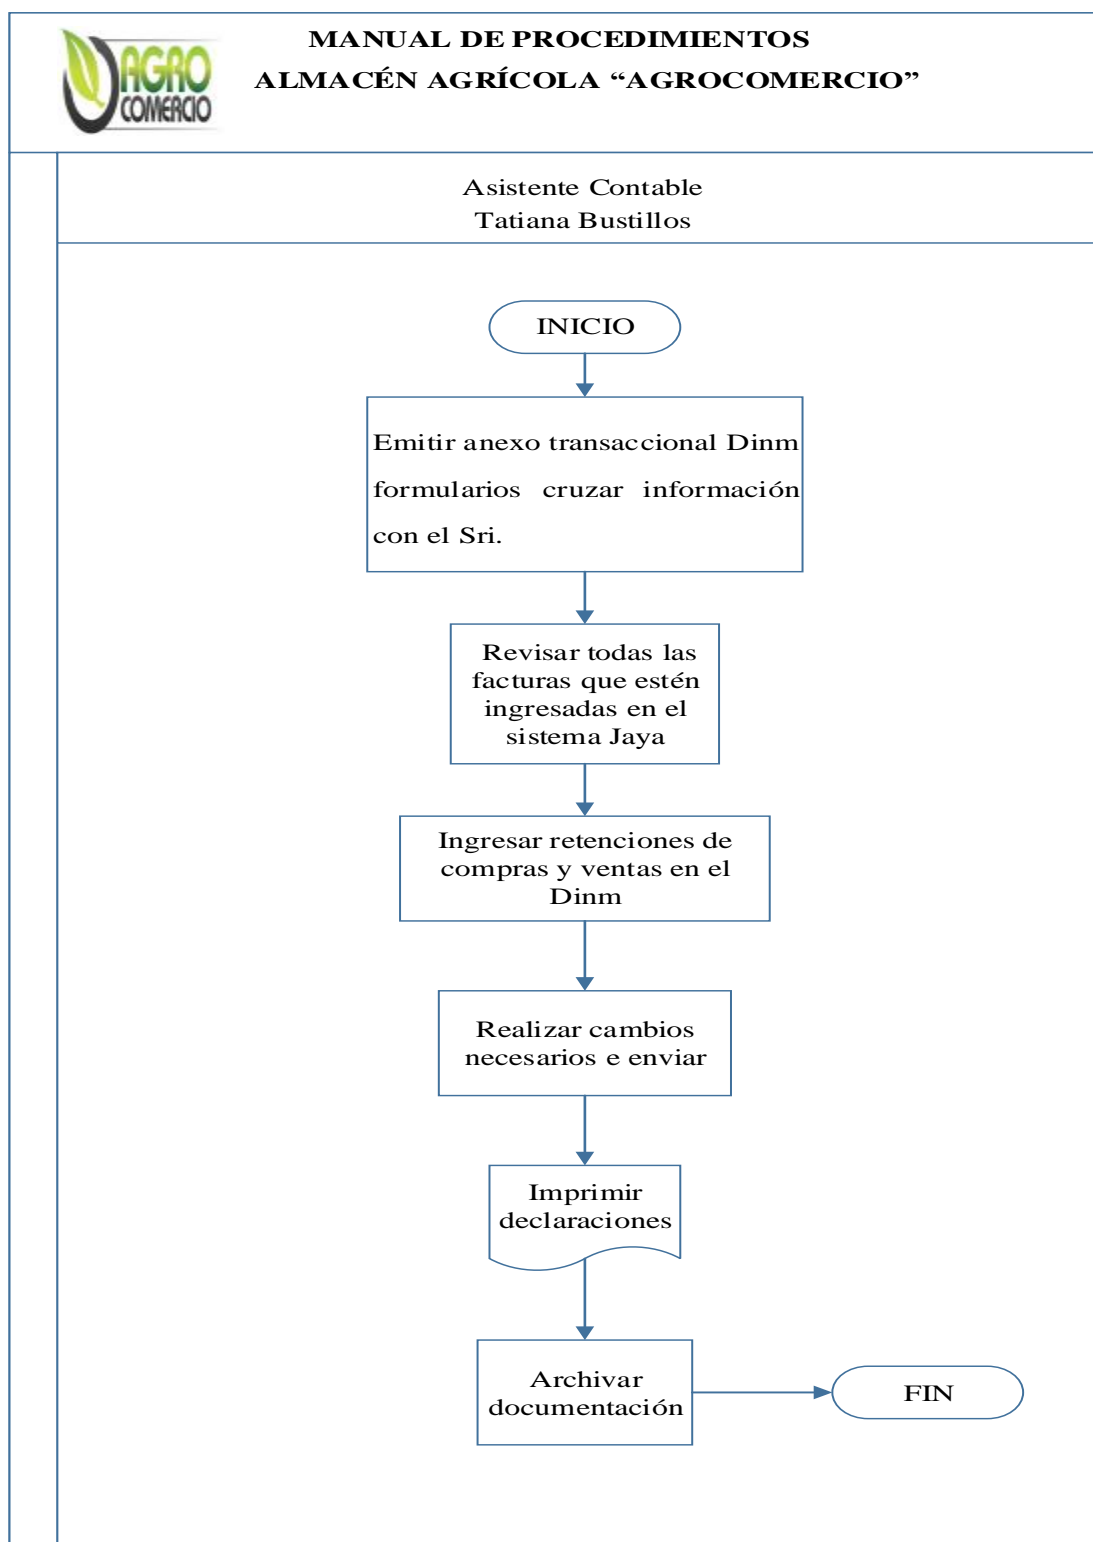 AGRO
COMERCIO
MANUAL DE PROCEDIMIENTOS
ALMACÉN AGRÍCOLA “AGROCOMERCIO”
Asistente Contable
Tatiana Bustillos
INICIO
Emitir anexo transaccional Dinm
formularios cruzar información
con el Sri.
Revisar todas las
facturas que estén
ingresadas en el
sistema Jaya
Ingresar retenciones de
compras y ventas en el
Dinm
Realizar cambios
necesarios e enviar
Imprimir
declaraciones
Archivar
documentación
FIN